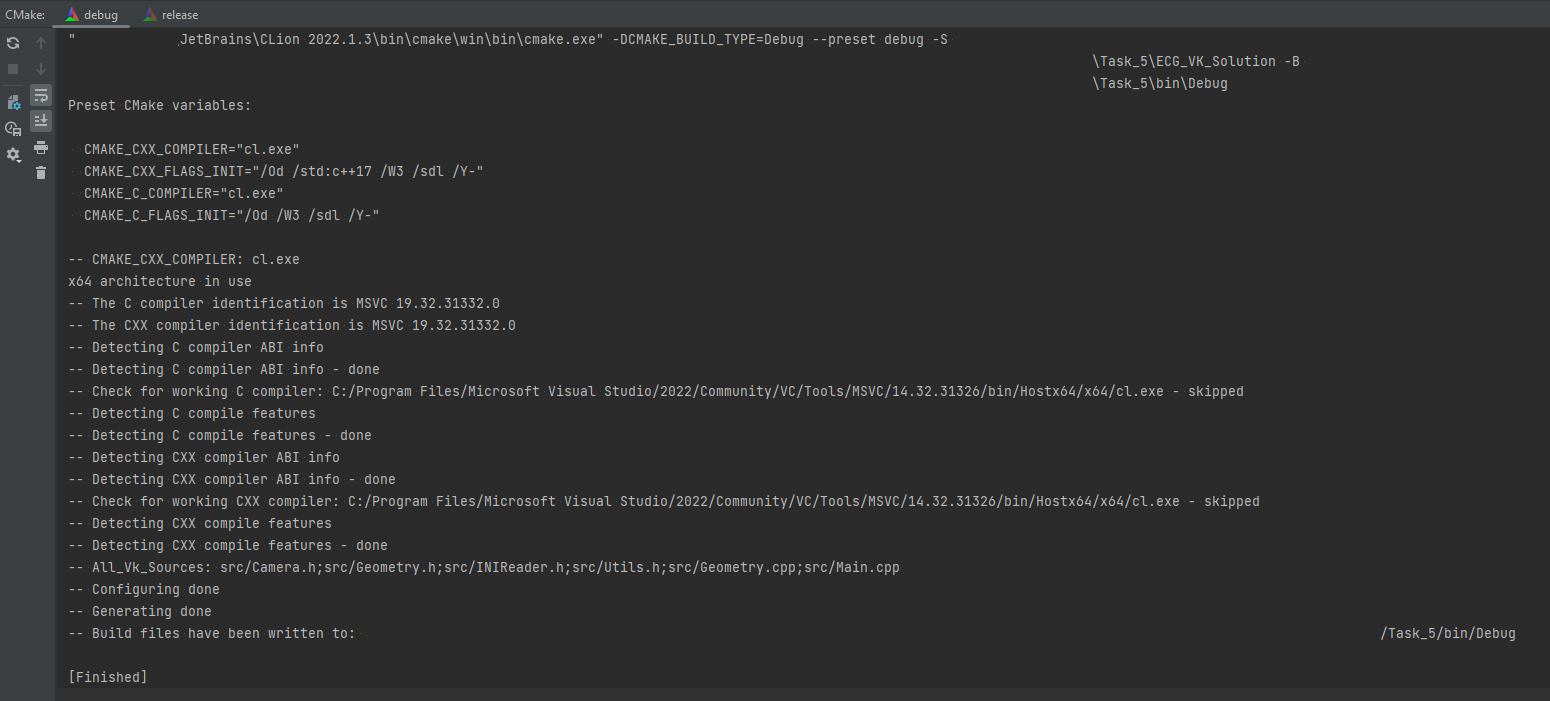 CMake: debug release
" JetBrains\CLion 2022.1.3\bin\cmake\win\bin\cmake.exe" -DCMAKE_BUILD_TYPE=Debug --preset debug -S
\Task_5\ECG_VK_Solution -B
\Task_5\bin\Debug
Preset CMake variables:
CMAKE_CXX_COMPILER="cl.exe"
CMAKE_CXX_FLAGS_INIT="/Od /std:c++17 /W3 /sdl /Y-"
CMAKE_C_COMPILER="cl.exe"
CMAKE_C_FLAGS_INIT="/Od /W3 /sdl /Y-"
-- CMAKE_CXX_COMPILER: cl.exe
x64 architecture in use
-- The C compiler identification is MSVC 19.32.31332.0
-- The CXX compiler identification is MSVC 19.32.31332.0
-- Detecting C compiler ABI info
-- Detecting C compiler ABI info - done
-- Check for working C compiler: C:/Program Files/Microsoft Visual Studio/2022/Community/VC/Tools/MSVC/14.32.31326/bin/Hostx64/x64/cl.exe - skipped
-- Detecting C compile features
-- Detecting C compile features - done
-- Detecting CXX compiler ABI info
-- Detecting CXX compiler ABI info - done
-- Check for working CXX compiler: C:/Program Files/Microsoft Visual Studio/2022/Community/VC/Tools/MSVC/14.32.31326/bin/Hostx64/x64/cl.exe - skipped
-- Detecting CXX compile features
-- Detecting CXX compile features - done
-- All_Vk_Sources: src/Camera.h;src/Geometry.h;src/INIReader.h;src/Utils.h;src/Geometry.cpp;src/Main.cpp
-- Configuring done
-- Generating done
-- Build files have been written to: /Task_5/bin/Debug
[Finished]